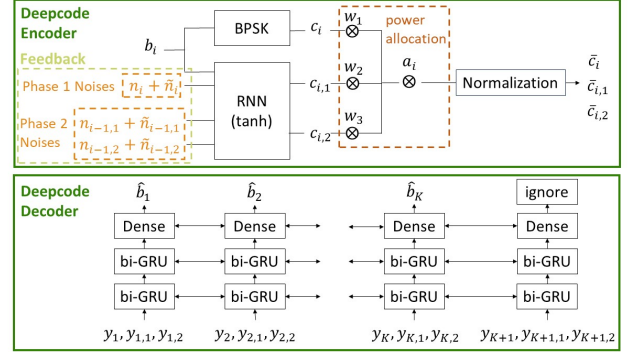 Deepcode
Encoder
BPSK
b_i
c_i
w_1
power
allocation
Feedback
Phase 1 Noises
n_i + ñ_i
RNN
(tanh)
c_{i,1}
w_2
a_i
Normalization
c̄_i
c̄_{i,1}
c̄_{i,2}
Phase 2
Noises
n_{i−1,1} + ñ_{i−1,1}
n_{i−1,2} + ñ_{i−1,2}
c_{i,2}
w_3
Deepcode
Decoder
b̂_1 b̂_2 b̂_K ignore
Dense Dense Dense Dense
bi-GRU bi-GRU bi-GRU bi-GRU
bi-GRU bi-GRU bi-GRU bi-GRU
y_1, y_{1,1}, y_{1,2} y_2, y_{2,1}, y_{2,2} y_K, y_{K,1}, y_{K,2} y_{K+1}, y_{K+1,1}, y_{K+1,2}